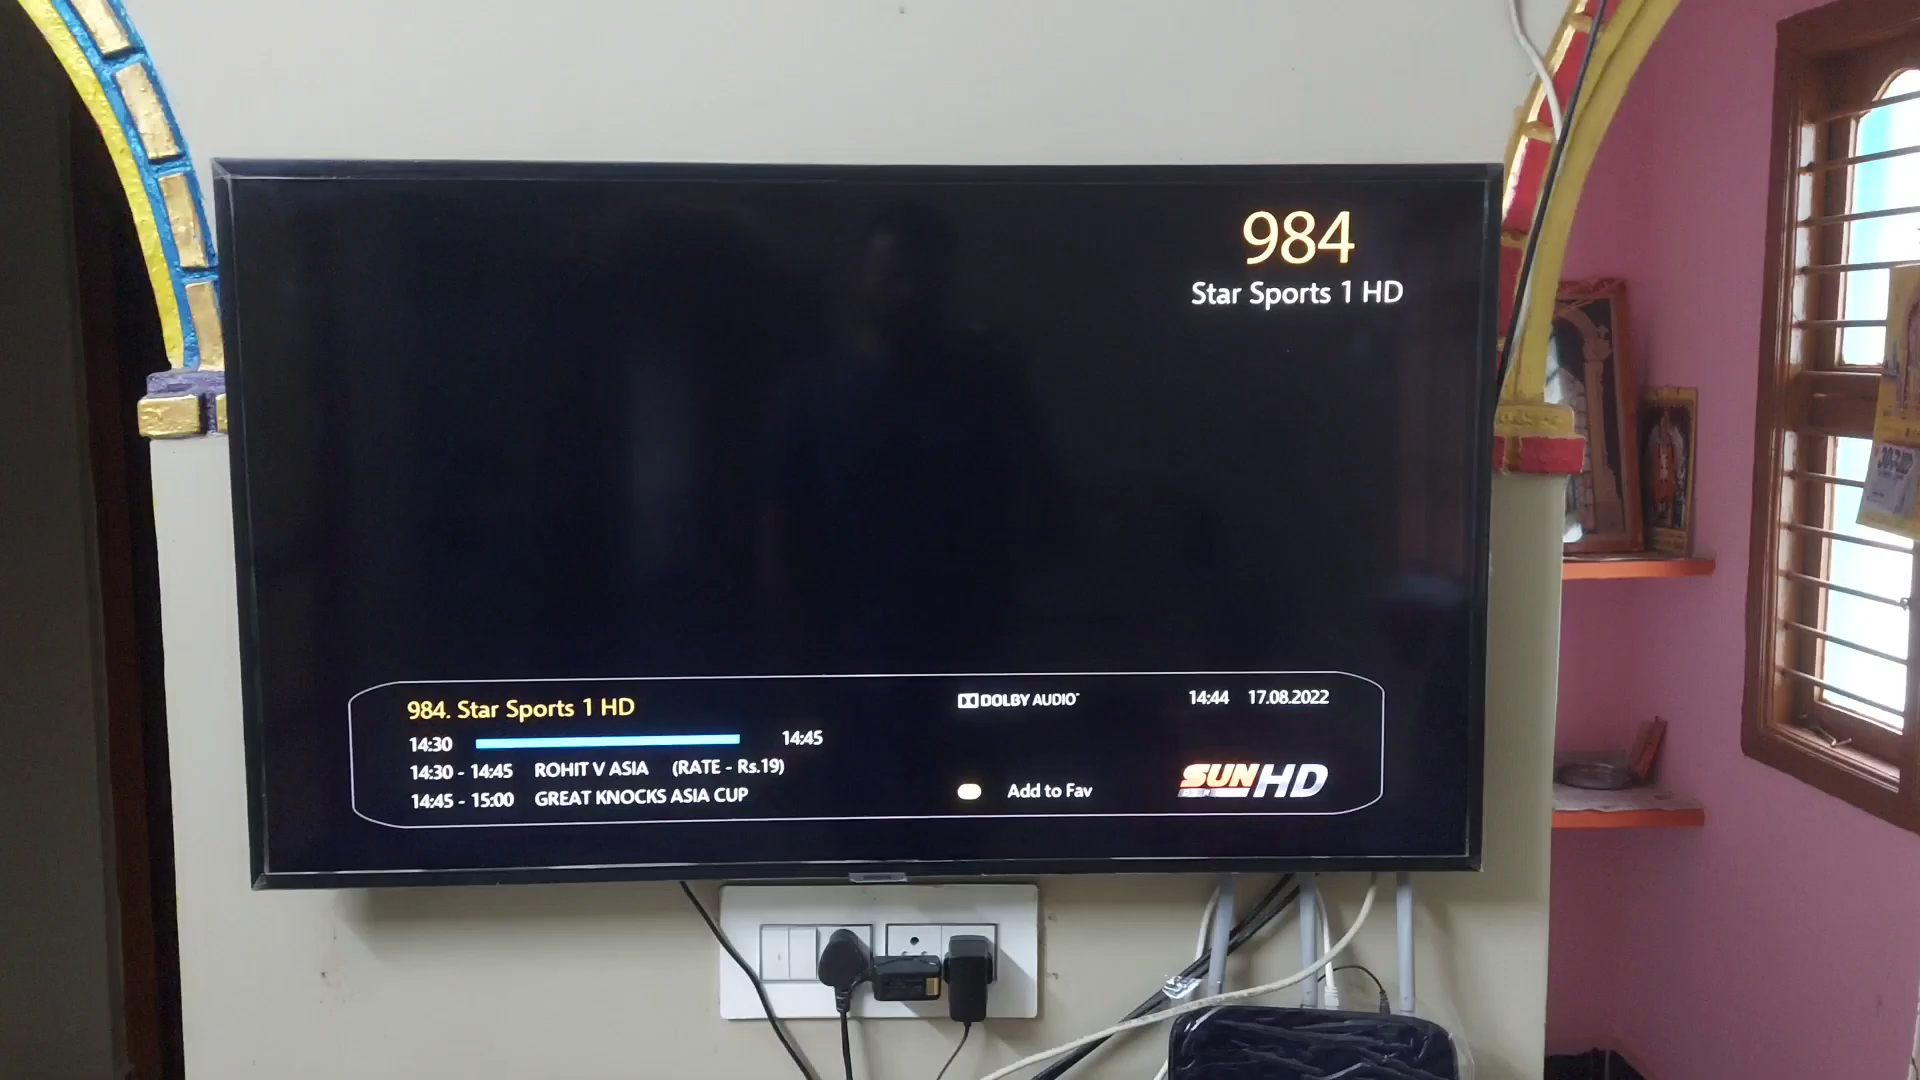 984
Star Sports 1 HD
984. Star Sports 1 HD
DOLBY AUDIO
14:44 17.08.2022
14:30 14:45
14:30 - 14:45 ROHIT V ASIA (RATE - Rs.19)
14:45 - 15:00 GREAT KNOCKS ASIA CUP
Add to Fav
SUN HD